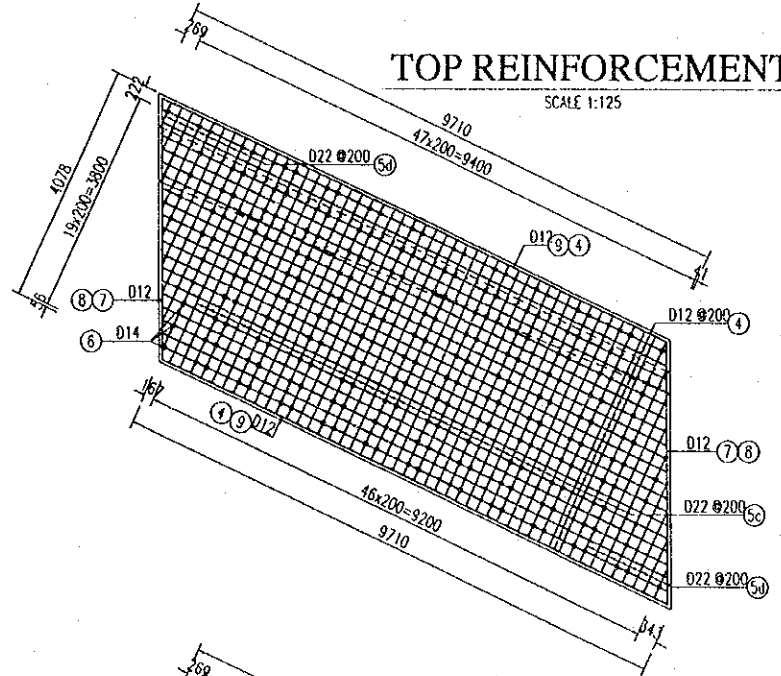 TOP REINFORCEMENT
SCALE 1:125
269
9710
47x200=9400
222
4078
19x200=3800
56
D22 @200 5d
D12 9 4
D12 @200 4
8 7 D12
6 D14
D12 7 8
167
4 9 D12
46x200=9200
9710
D22 @200 5c
D22 @200 5d
269